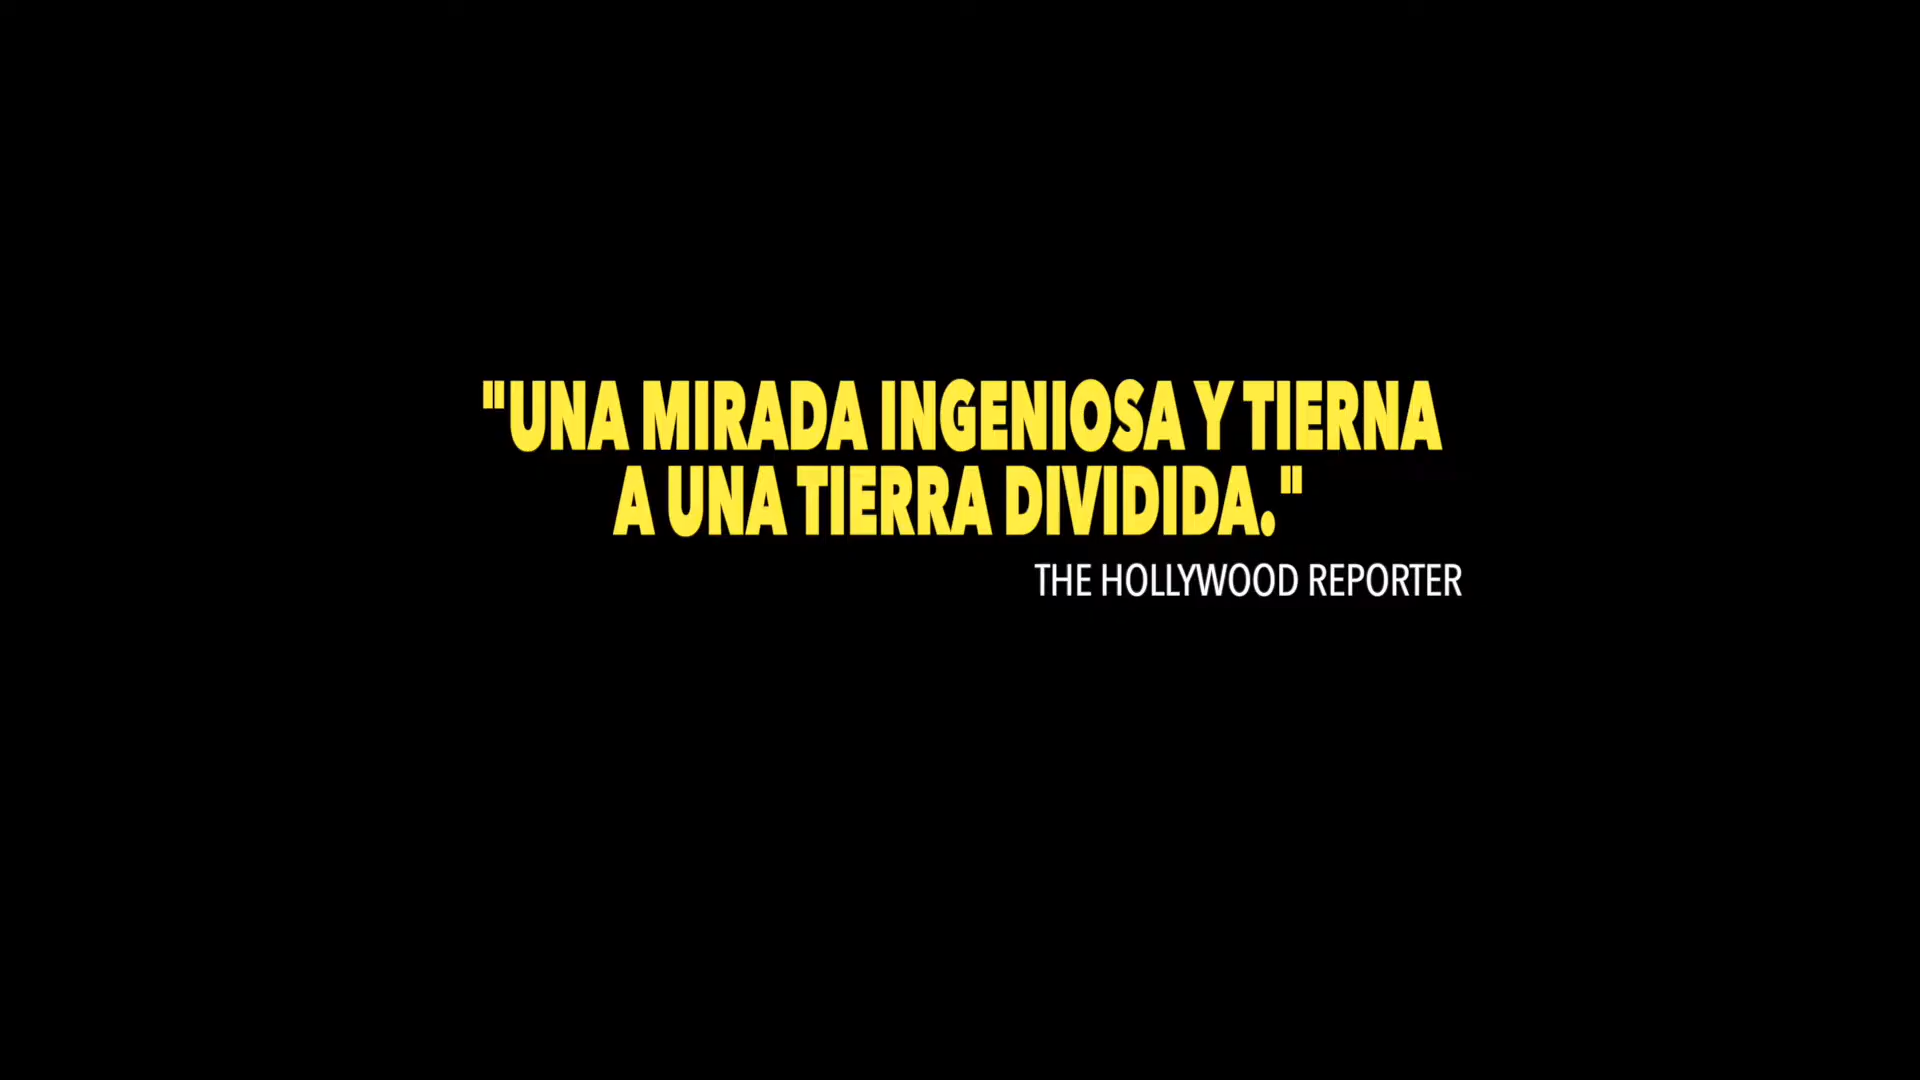 "UNA MIRADA INGENIOSA Y TIERNA
A UNA TIERRA DIVIDIDA."
THE HOLLYWOOD REPORTER